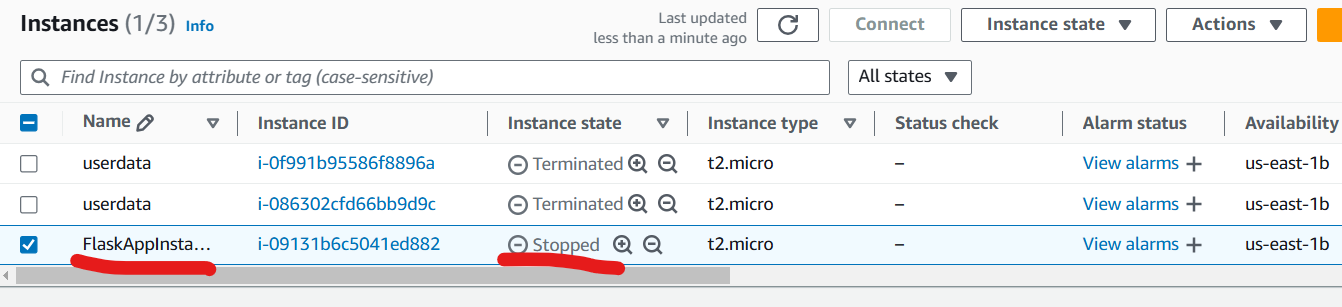 Instances (1/3) Info
Last updated
less than a minute ago
Connect
Instance state
Actions
Find Instance by attribute or tag (case-sensitive)
All states
Name Instance ID Instance state Instance type Status check Alarm status Availability
userdata i-0f991b95586f8896a Terminated t2.micro – View alarms + us-east-1b
userdata i-086302cfd66bb9d9c Terminated t2.micro – View alarms + us-east-1b
FlaskAppInsta... i-09131b6c5041ed882 Stopped t2.micro – View alarms + us-east-1b